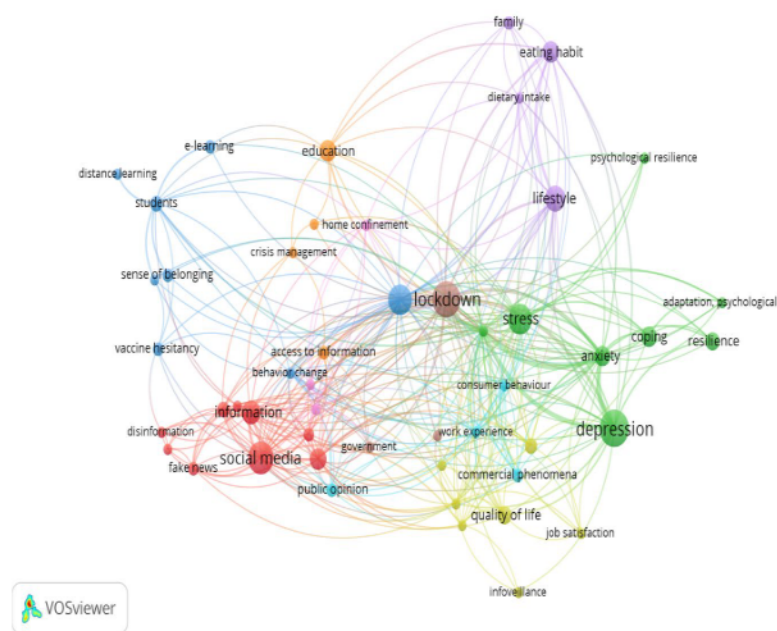 family
eating habit
dietary intake
e-learning
education
psychological resilience
distance learning
students
lifestyle
home confinement
crisis management
sense of belonging
lockdown
adaptation, psychological
stress
coping
resilience
vaccine hesitancy
access to information
anxiety
behavior change
consumer behaviour
information
disinformation
work experience
depression
government
social media
fake news
commercial phenomena
public opinion
quality of life
job satisfaction
infoveillance
VOSviewer